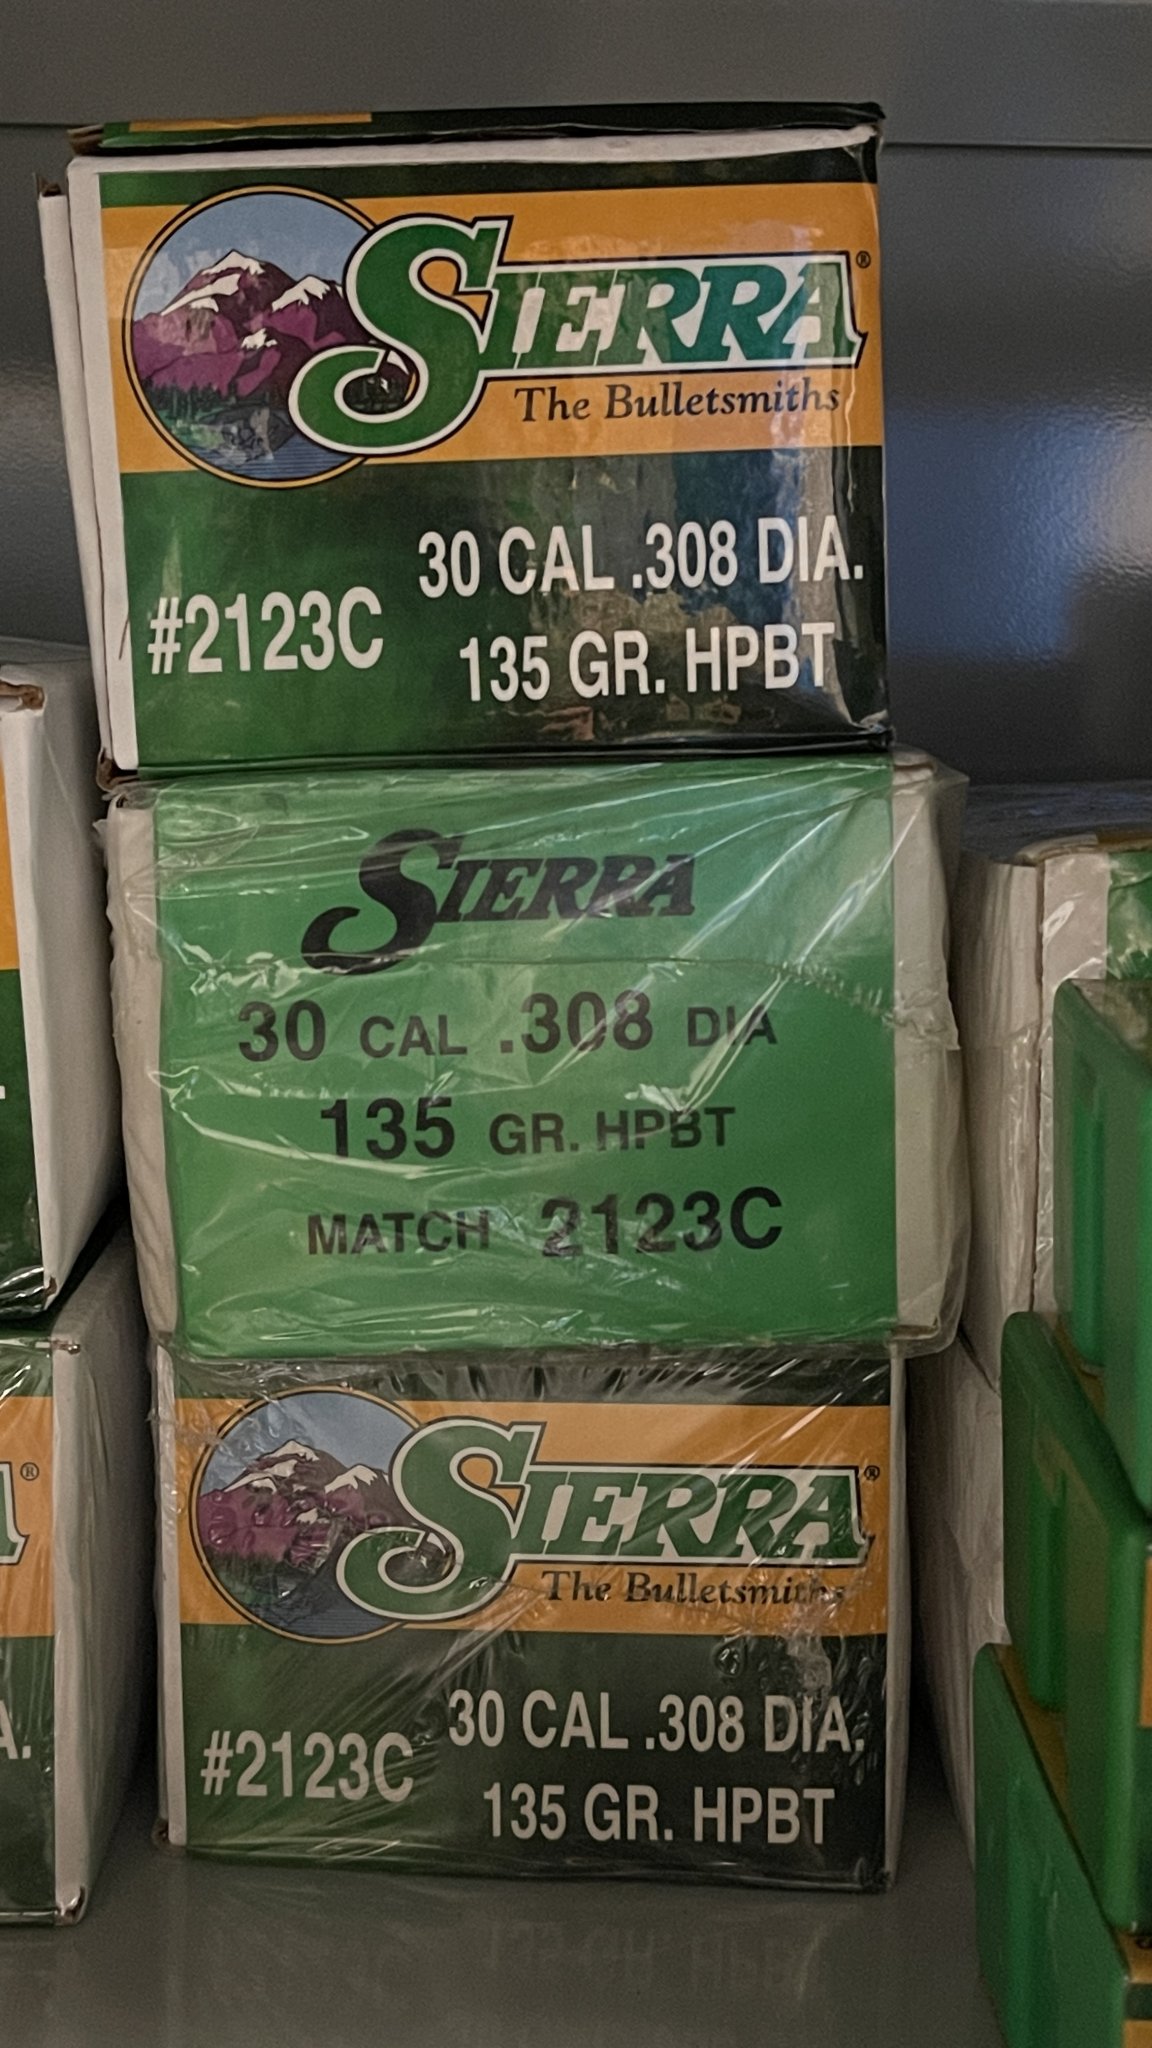 SIERRA®
The Bulletsmiths
30 CAL .308 DIA.
#2123C
135 GR. HPBT
SIERRA
30 CAL .308 DIA
135 GR. HPBT
MATCH 2123C
SIERRA®
The Bulletsmiths
30 CAL .308 DIA.
#2123C
135 GR. HPBT